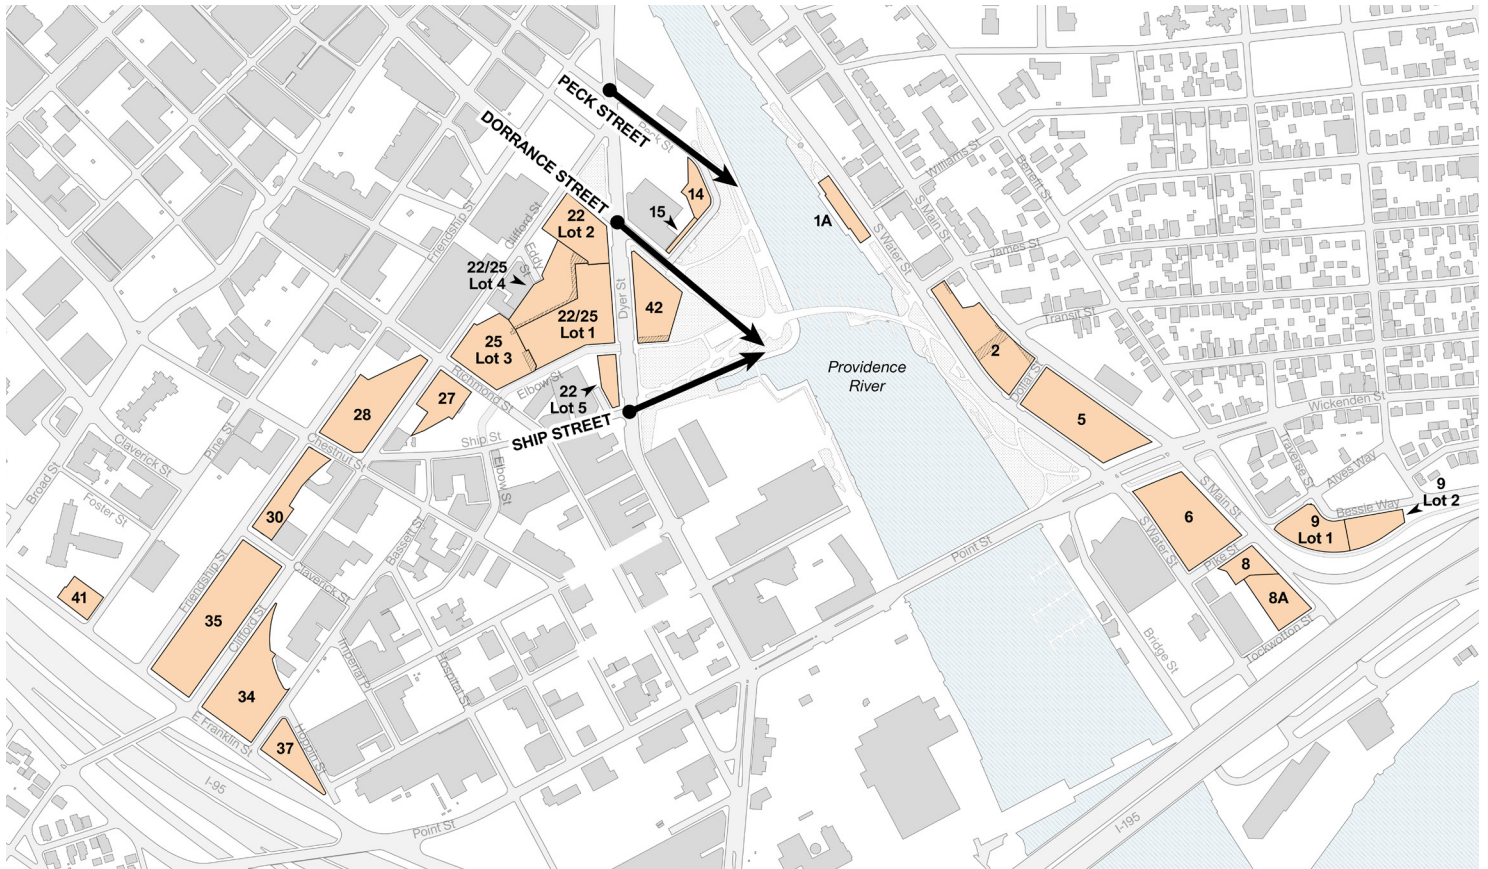 PECK STREET
Peck St
DORRANCE STREET
Williams St
Benefit St
S Main St
14
15
1A
S Water St
James St
Friendship St
Clifford St
Eddy
St
22
Lot 2
22/25
Lot 4
Dyer St
42
22/25
Lot 1
25
Lot 3
Transit St
2
Dollar St
Providence
River
Richmond St
Elbow St
22
Lot 5
27
28
SHIP STREET
Ship St
Elbow St
5
Wickenden St
Chestnut St
Claverick St
Pine St
Broad St
Foster St
30
Traverse St
Alves Way
Bessie Way
9
Lot 2
9
Lot 1
S Main St
6
S Water St
Pike St
8
8A
Tockwotton St
Point St
Bassett St
Claverick St
Friendship St
41
35
Clifford St
34
Imperial Pl
Hospital St
Bridge St
E Franklin St
37
Hoppin St
I-95
Point St
I-195